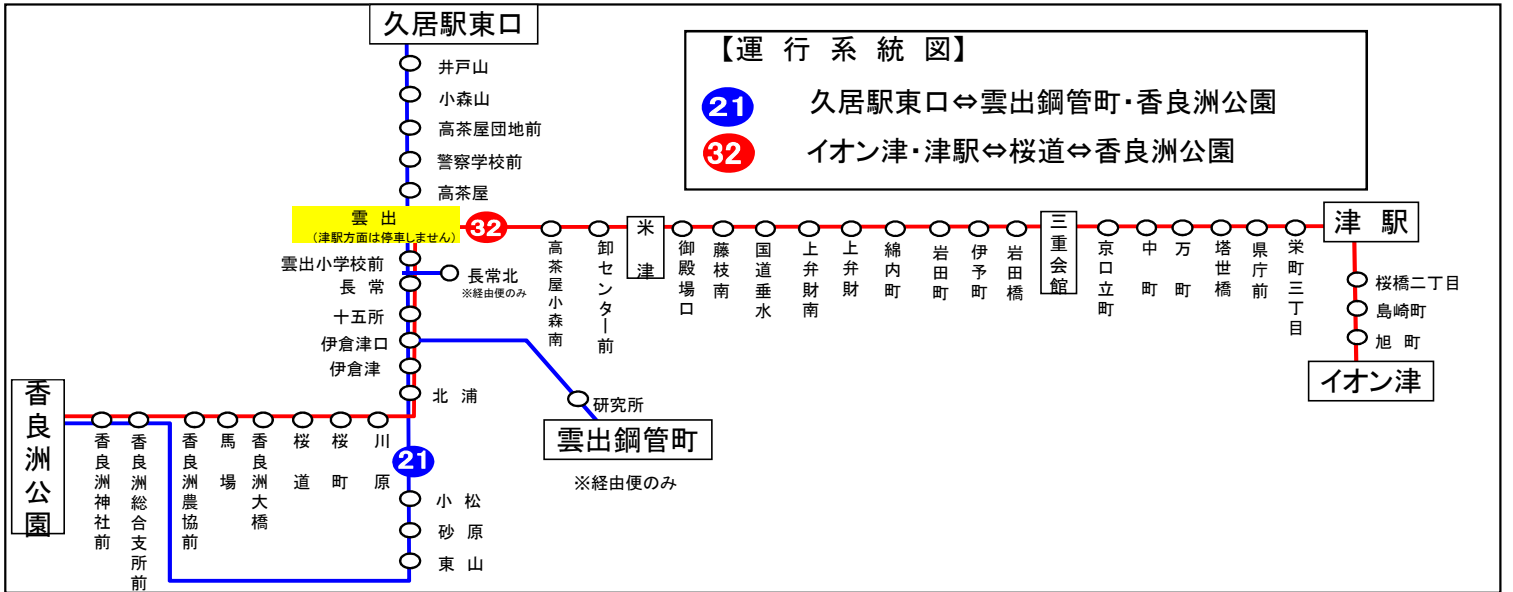 久居駅東口
【運行系統図】
21 久居駅東口⇔雲出鋼管町・香良洲公園
32 イオン津・津駅⇔桜道⇔香良洲公園
井戸山
小森山
高茶屋団地前
警察学校前
高茶屋
雲出
(津駅方面は停車しません)
32
高茶屋小森南
卸センター前
米津
御殿場口
藤枝南
国道垂水
上弁財南
上弁財
綿内町
岩田町
伊予町
岩田橋
三重会館
京口立町
中町
万町
塔世橋
県庁前
栄町三丁目
津駅
桜橋二丁目
島崎町
旭町
イオン津
雲出小学校前
長常北
※経由便のみ
長常
十五所
伊倉津口
伊倉津
北浦
研究所
雲出鋼管町
※経由便のみ
香良洲公園
香良洲神社前
香良洲総合支所前
香良洲農協前
馬場
香良洲大橋
桜道
桜町
川原
21
小松
砂原
東山